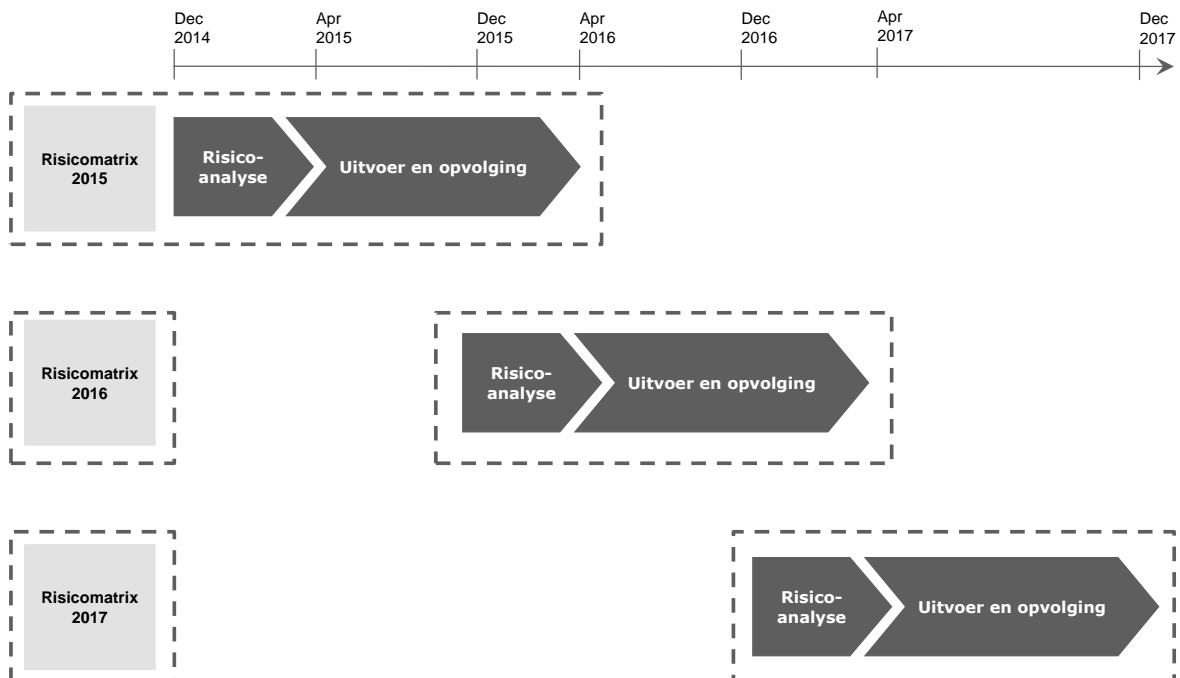 Dec
2014
Apr
2015
Dec
2015
Apr
2016
Dec
2016
Apr
2017
Dec
2017
Risicomatrix
2015
Risico-
analyse
Uitvoer en opvolging
Risicomatrix
2016
Risico-
analyse
Uitvoer en opvolging
Risicomatrix
2017
Risico-
analyse
Uitvoer en opvolging